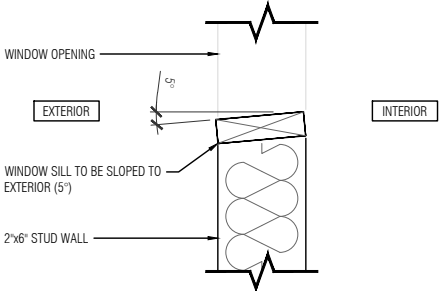 WINDOW OPENING
5°
EXTERIOR
INTERIOR
WINDOW SILL TO BE SLOPED TO
EXTERIOR (5°)
2"x6" STUD WALL